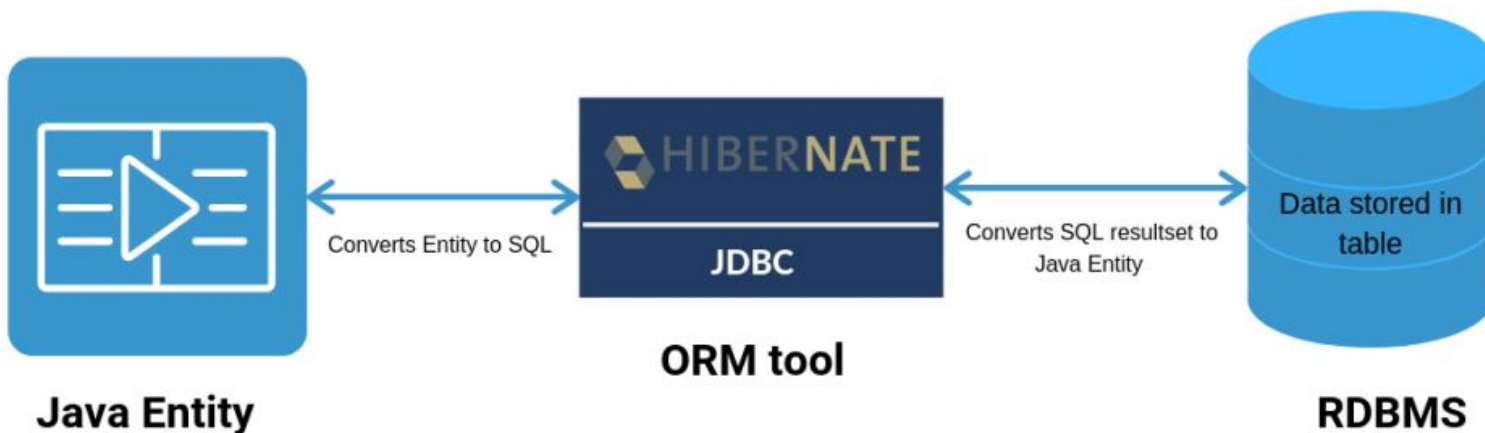 HIBERNATE
JDBC
Converts Entity to SQL
Converts SQL resultset to
Java Entity
Data stored in
table
ORM tool
Java Entity
RDBMS